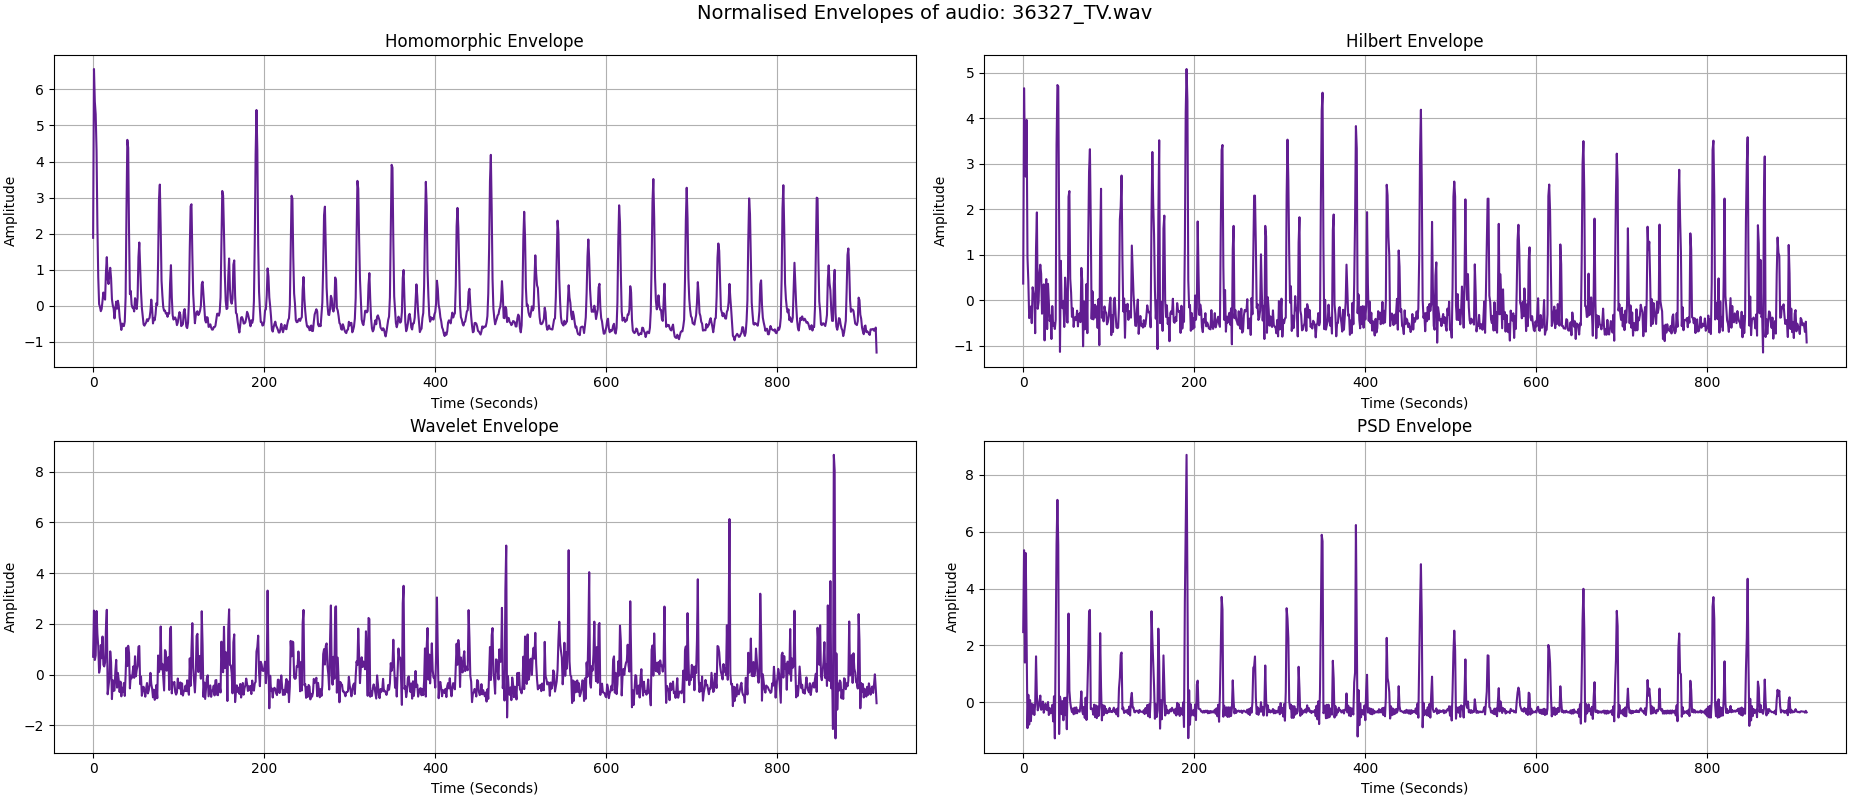 Normalised Envelopes of audio: 36327_TV.wav
Homomorphic Envelope
Amplitude
6
5
4
3
2
1
0
−1
0 200 400 600 800
Time (Seconds)
Hilbert Envelope
Amplitude
5
4
3
2
1
0
−1
0 200 400 600 800
Time (Seconds)
Wavelet Envelope
Amplitude
8
6
4
2
0
−2
0 200 400 600 800
Time (Seconds)
PSD Envelope
Amplitude
8
6
4
2
0
0 200 400 600 800
Time (Seconds)